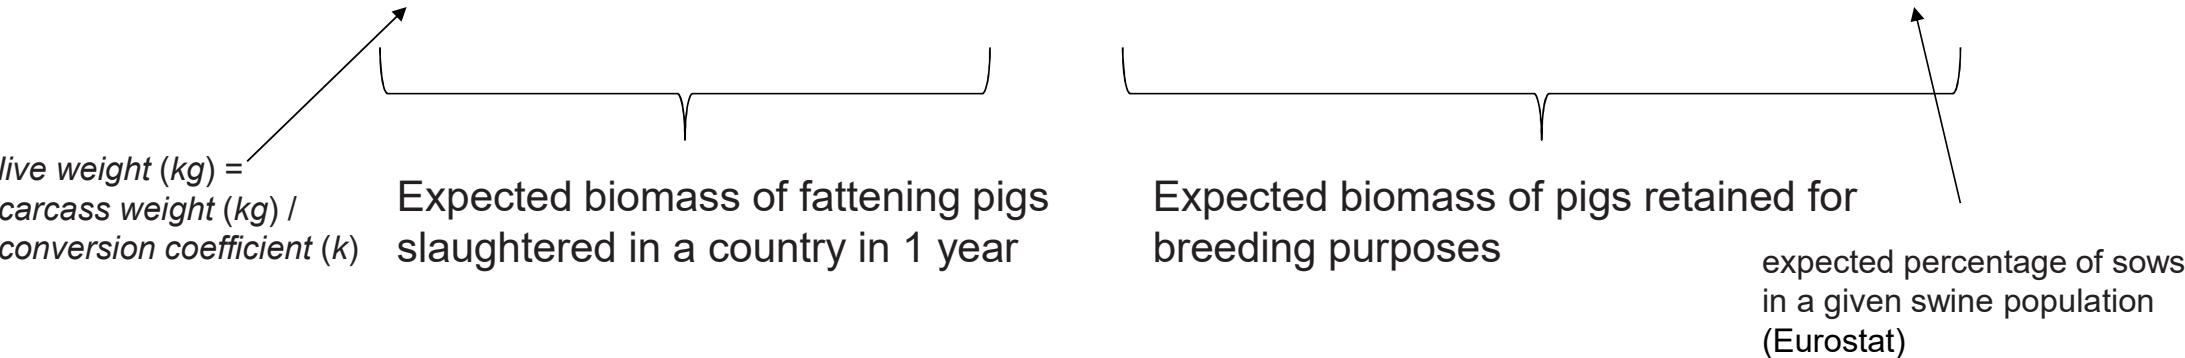 live weight (kg) =
carcass weight (kg) /
conversion coefficient (k)
Expected biomass of fattening pigs
slaughtered in a country in 1 year
Expected biomass of pigs retained for
breeding purposes
expected percentage of sows
in a given swine population
(Eurostat)